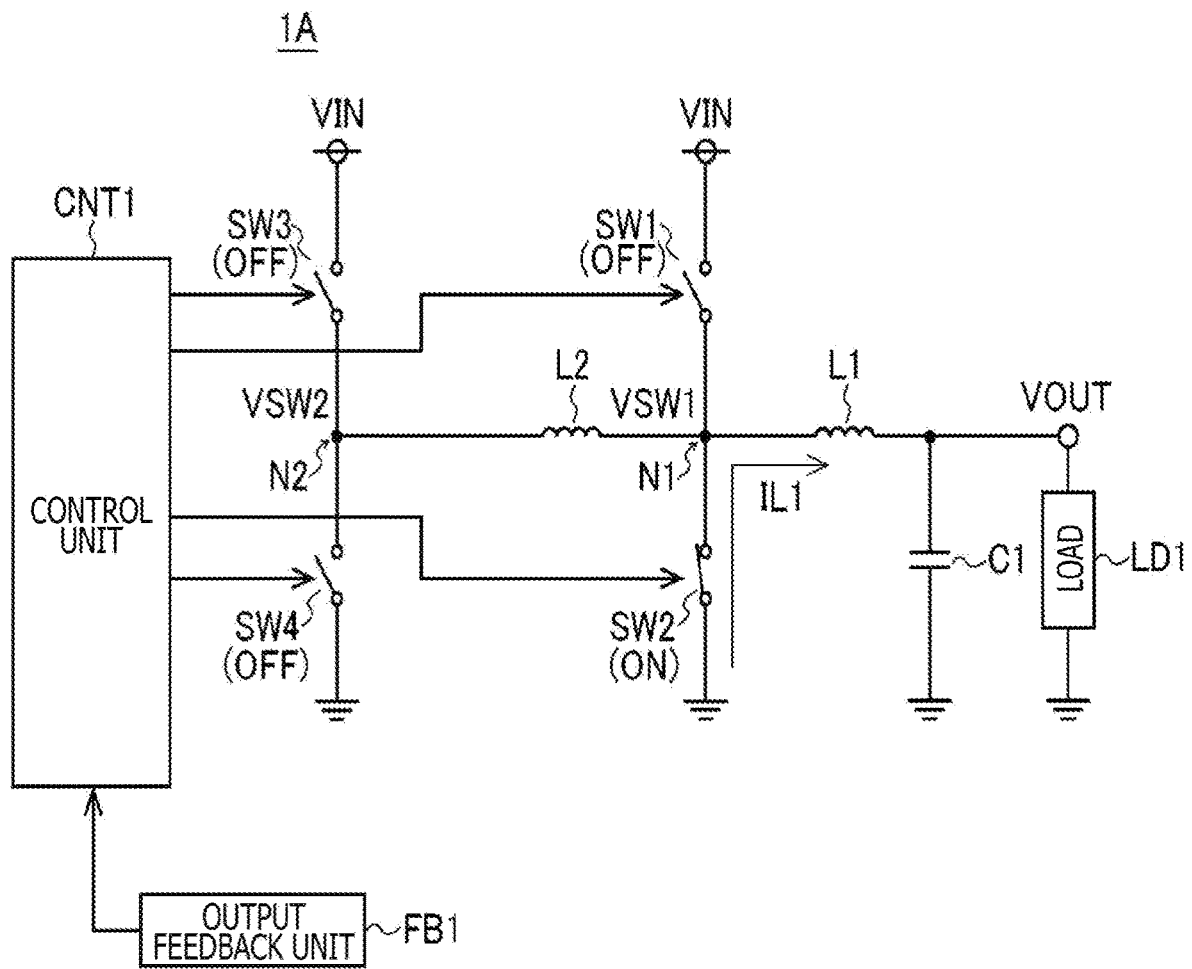 1A
VIN
VIN
CNT1
SW3
(OFF)
SW1
(OFF)
L2
L1
VSW2
VSW1
VOUT
N2
N1
IL1
CONTROL
UNIT
C1
LOAD
LD1
SW4
(OFF)
SW2
(ON)
OUTPUT
FEEDBACK UNIT
FB1